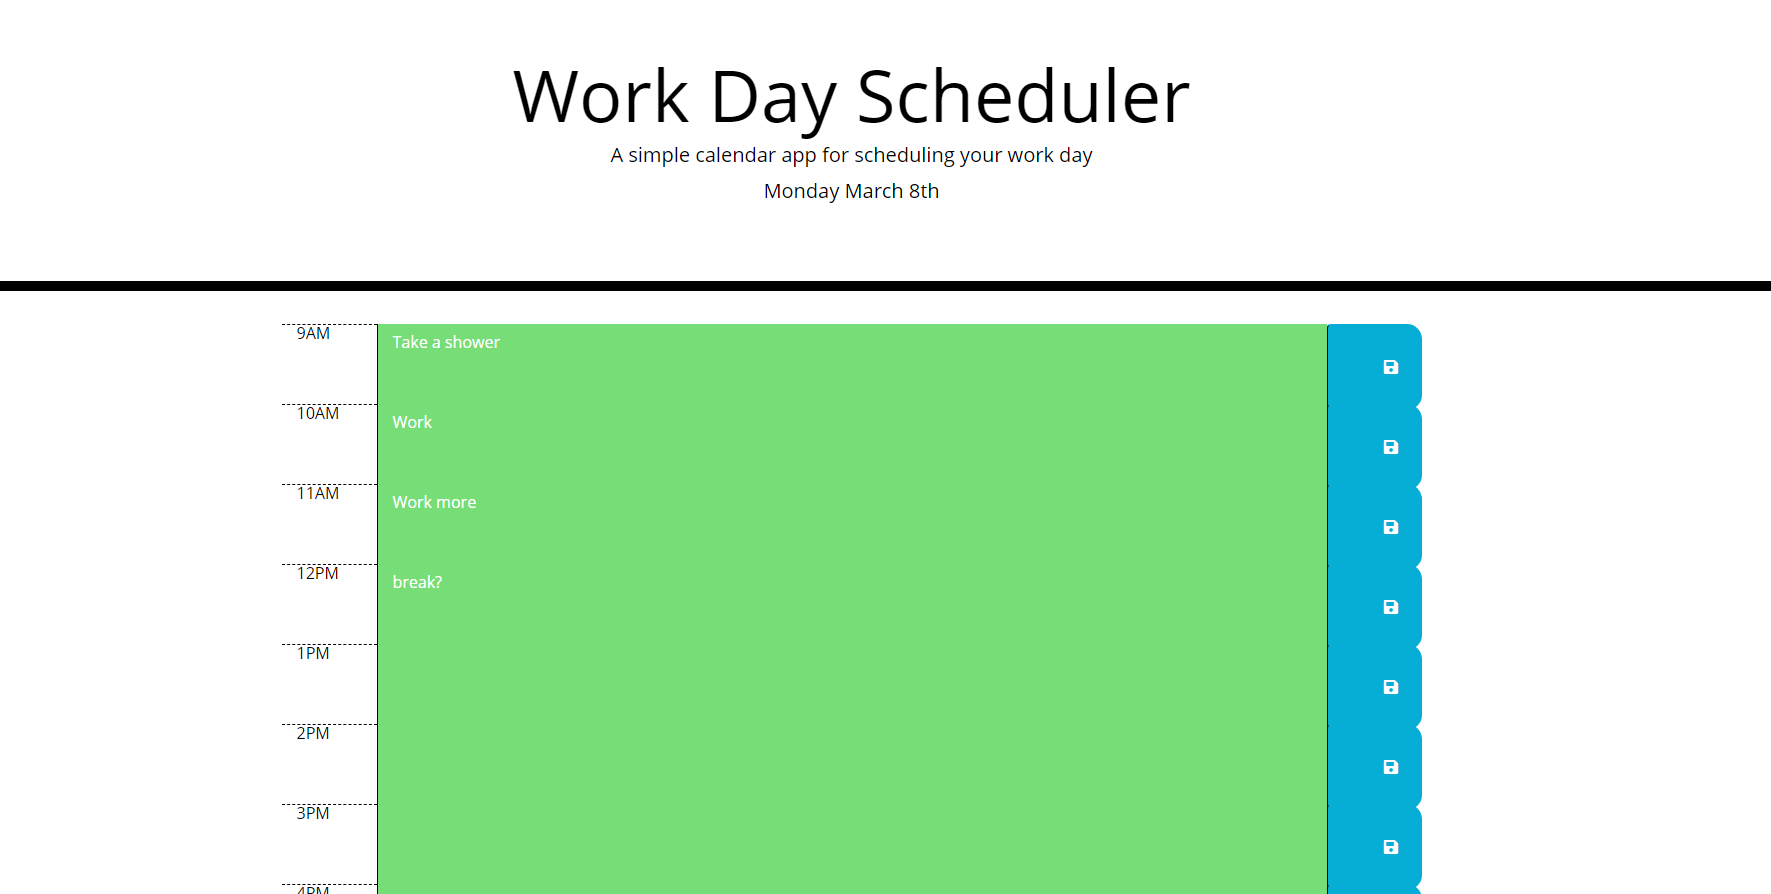 Work Day Scheduler
A simple calendar app for scheduling your work day
Monday March 8th
9AM
Take a shower
10AM
Work
11AM
Work more
12PM
break?
1PM
2PM
3PM
4PM